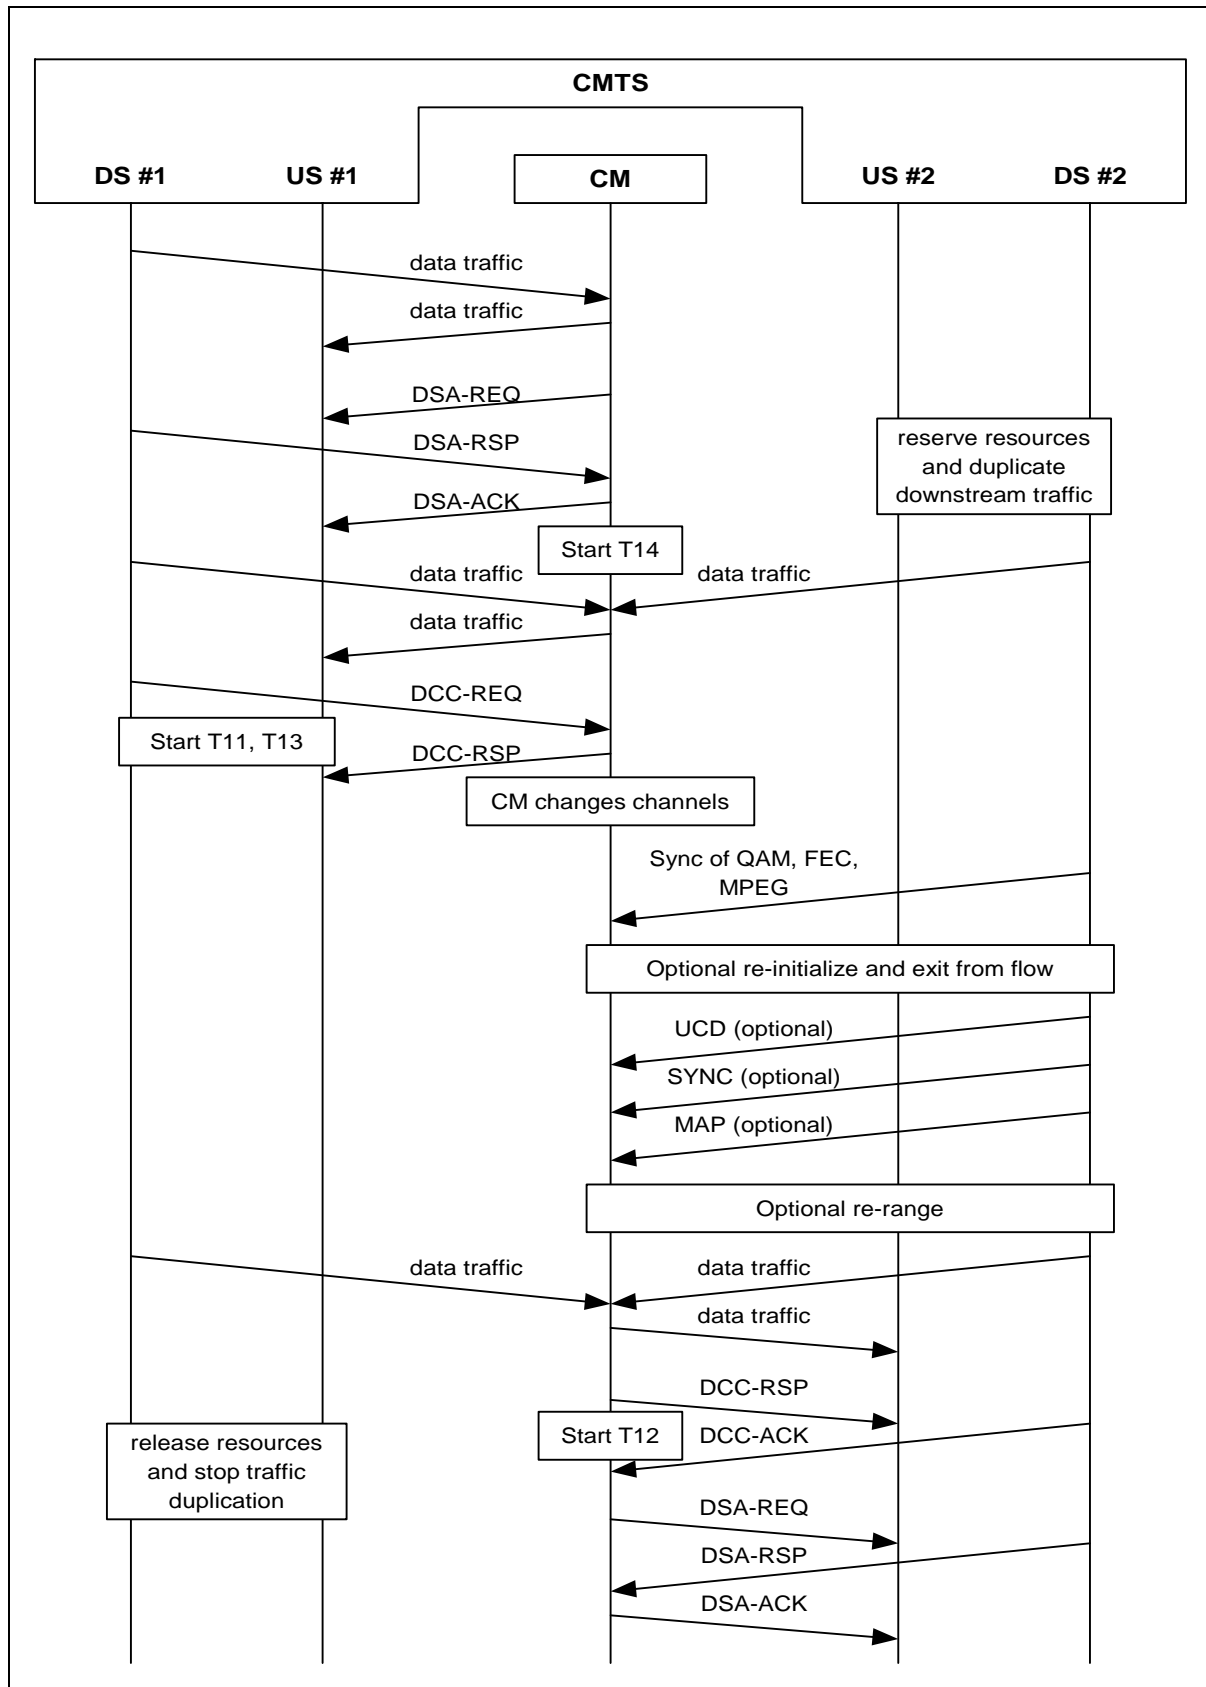 CMTS
DS #1
US #1
CM
US #2
DS #2
data traffic
data traffic
DSA-REQ
DSA-RSP
reserve resources
and duplicate
downstream traffic
DSA-ACK
Start T14
data traffic
data traffic
data traffic
DCC-REQ
Start T11, T13
DCC-RSP
CM changes channels
Sync of QAM, FEC,
MPEG
Optional re-initialize and exit from flow
UCD (optional)
SYNC (optional)
MAP (optional)
Optional re-range
data traffic
data traffic
data traffic
DCC-RSP
Start T12
DCC-ACK
release resources
and stop traffic
duplication
DSA-REQ
DSA-RSP
DSA-ACK